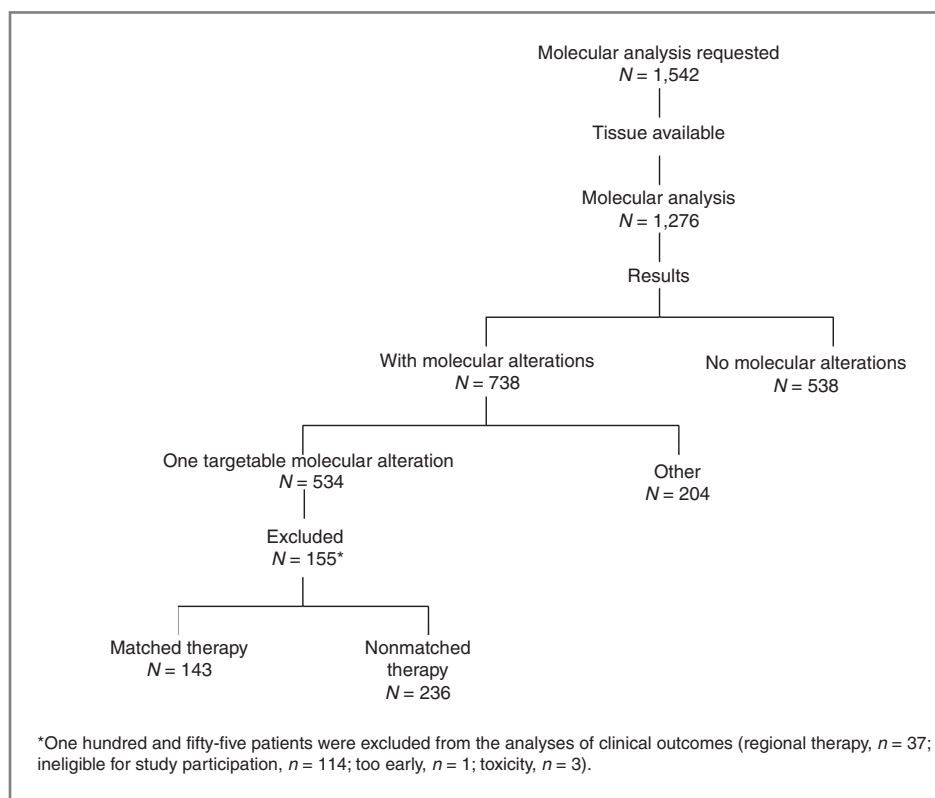 Molecular analysis requested
N = 1,542
Tissue available
Molecular analysis
N = 1,276
Results
With molecular alterations
N = 738
No molecular alterations
N = 538
One targetable molecular alteration
N = 534
Other
N = 204
Excluded
N = 155*
Matched therapy
N = 143
Nonmatched
therapy
N = 236
*One hundred and fifty-five patients were excluded from the analyses of clinical outcomes (regional therapy, n = 37;
ineligible for study participation, n = 114; too early, n = 1; toxicity, n = 3).